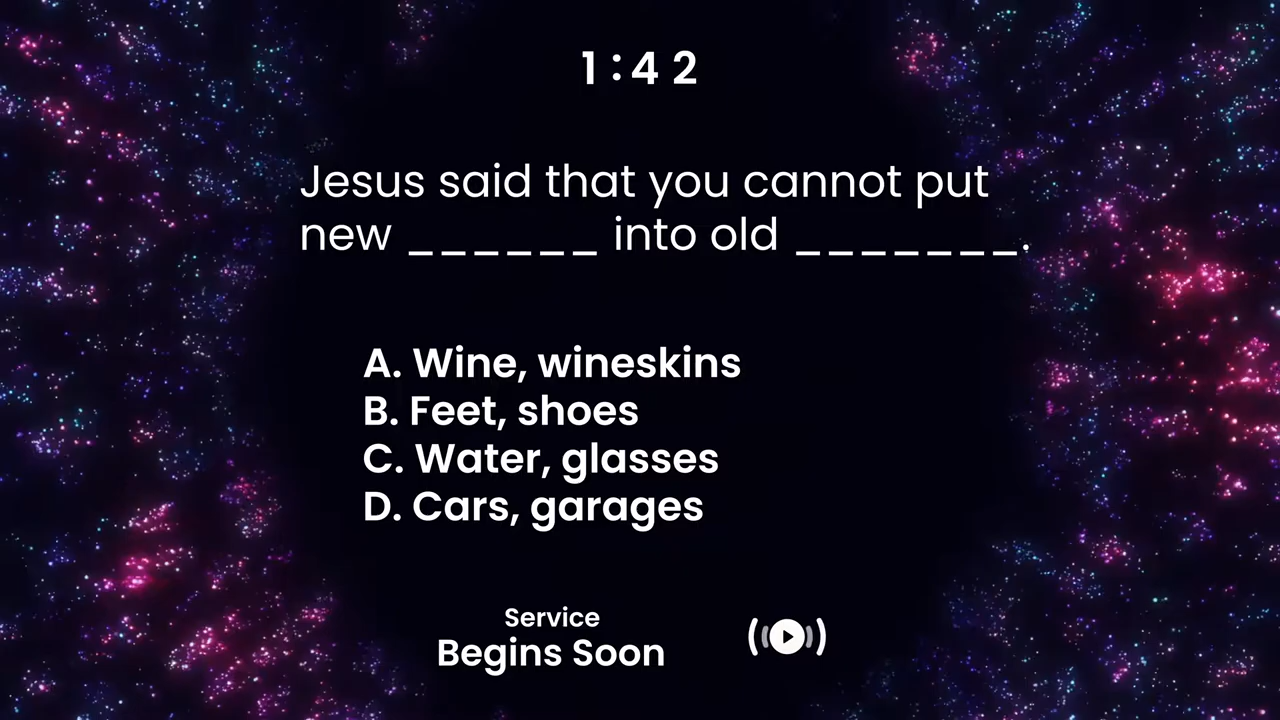 1:42
Jesus said that you cannot put
new ______ into old _______.
A. Wine, wineskins
B. Feet, shoes
C. Water, glasses
D. Cars, garages
Service
Begins Soon